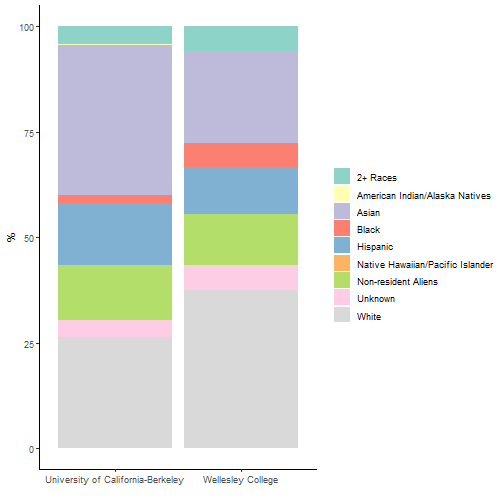 100
75
50
25
0
%
University of California-Berkeley
Wellesley College
2+ Races
American Indian/Alaska Natives
Asian
Black
Hispanic
Native Hawaiian/Pacific Islander
Non-resident Aliens
Unknown
White